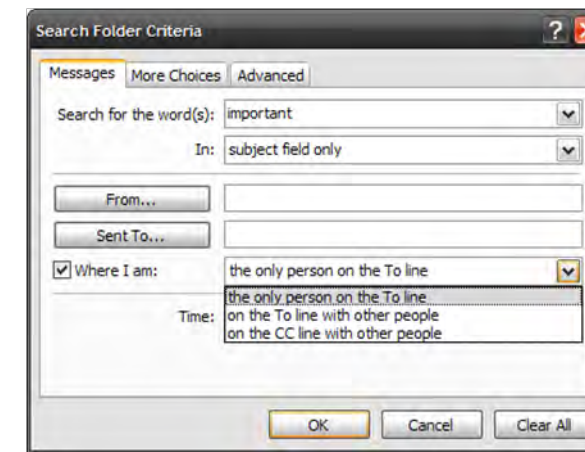 Search Folder Criteria ?
Messages More Choices Advanced
Search for the word(s): important
In: subject field only
From...
Sent To...
Where I am: the only person on the To line
the only person on the To line
Time: on the To line with other people
on the CC line with other people
OK Cancel Clear All